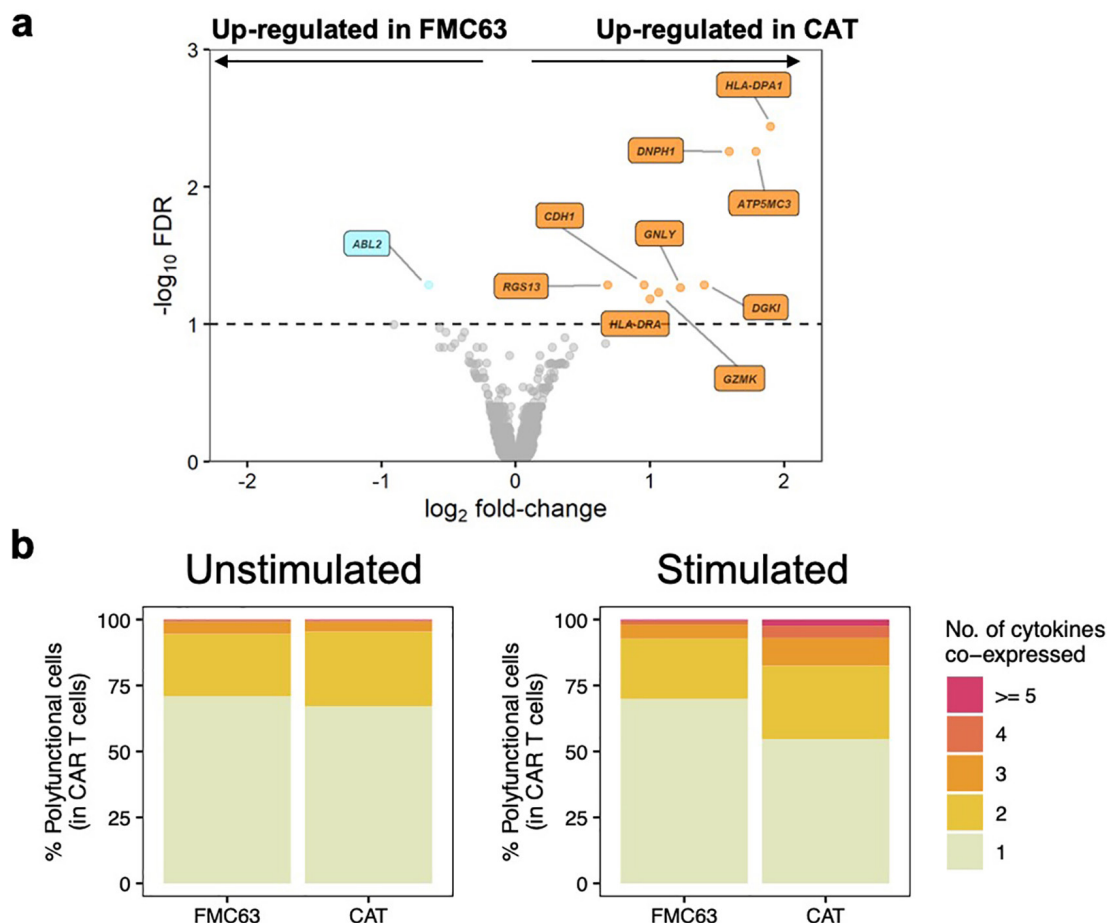 a
Up-regulated in FMC63
Up-regulated in CAT
3
HLA-DPA1
DNPH1
2
ATP5MC3
CDH1
GNLY
ABL2
-log10 FDR
RGS13
DGKI
1
HLA-DRA
GZMK
0
-2 -1 0 1 2
log2 fold-change
b
Unstimulated
Stimulated
100
75
50
25
0
% Polyfunctional cells
(in CAR T cells)
FMC63 CAT
100
75
50
25
0
% Polyfunctional cells
(in CAR T cells)
FMC63 CAT
No. of cytokines
co-expressed
>= 5
4
3
2
1